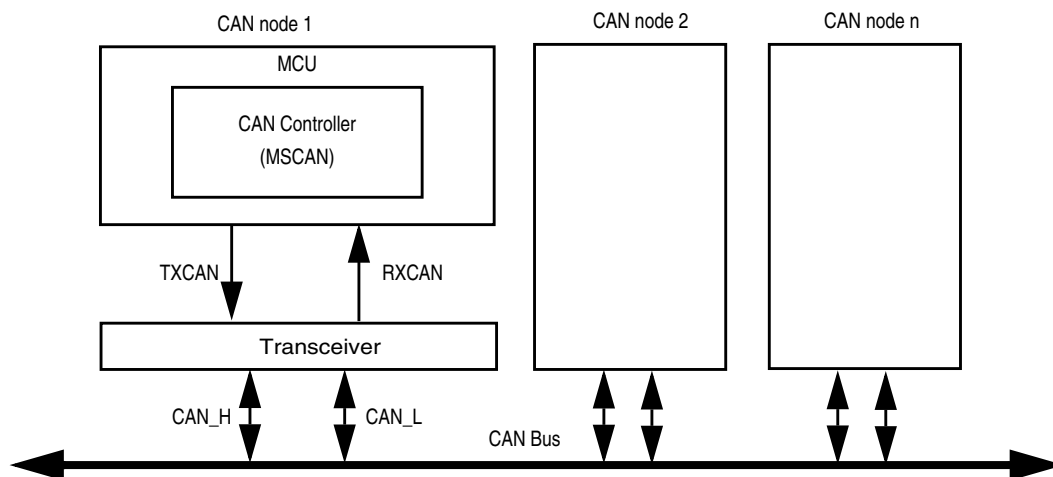 CAN node 1
CAN node 2
CAN node n
MCU
CAN Controller
(MSCAN)
TXCAN
RXCAN
Transceiver
CAN_H
CAN_L
CAN Bus